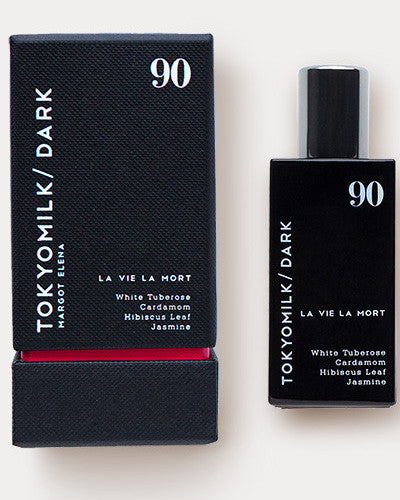 90
TOKYOMILK/ DARK
MARGOT ELENA
LA VIE LA MORT
White Tuberose
Cardamom
Hibiscus Leaf
Jasmine
90
TOKYOMILK/ DARK
LA VIE LA MORT
White Tuberose
Cardamom
Hibiscus Leaf
Jasmine